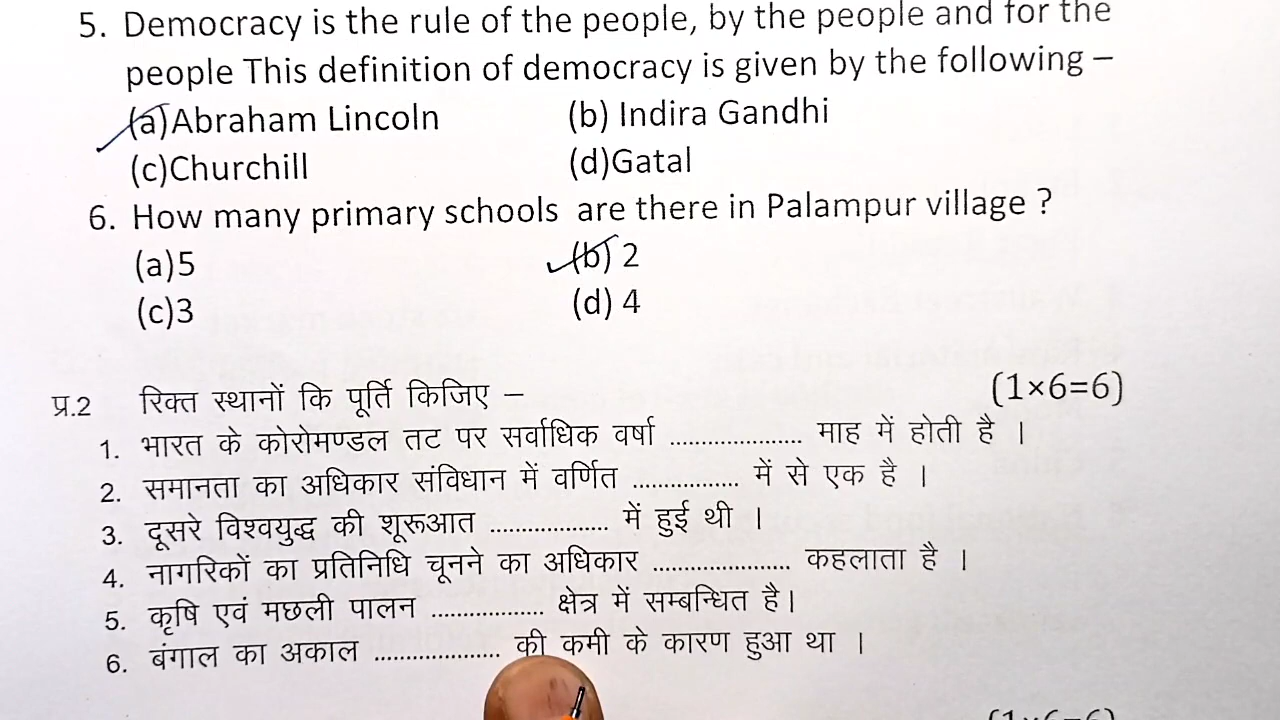 5. Democracy is the rule of the people, by the people and for the
people This definition of democracy is given by the following –
(a)Abraham Lincoln (b) Indira Gandhi
(c)Churchill (d)Gatal
6. How many primary schools are there in Palampur village ?
(a)5 (b) 2
(c)3 (d) 4
प्र.2 रिक्त स्थानों कि पूर्ति किजिए – (1×6=6)
1. भारत के कोरोमण्डल तट पर सर्वाधिक वर्षा ..................... माह में होती है ।
2. समानता का अधिकार संविधान में वर्णित ................. में से एक है ।
3. दूसरे विश्वयुद्ध की शूरूआत ................... में हुई थी ।
4. नागरिकों का प्रतिनिधि चूनने का अधिकार ...................... कहलाता है ।
5. कृषि एवं मछली पालन .................. क्षेत्र में सम्बन्धित है।
6. बंगाल का अकाल .................... की कमी के कारण हुआ था ।
(1×6=6)